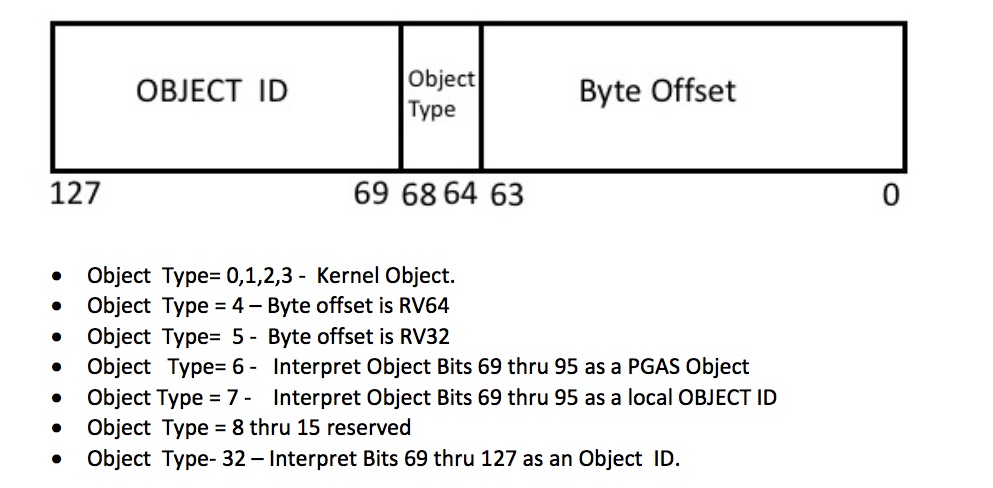 OBJECT ID
Object
Type
Byte Offset
127 69 68 64 63 0
• Object Type= 0,1,2,3 - Kernel Object.
• Object Type = 4 – Byte offset is RV64
• Object Type= 5 - Byte offset is RV32
• Object Type= 6 - Interpret Object Bits 69 thru 95 as a PGAS Object
• Object Type = 7 - Interpret Object Bits 69 thru 95 as a local OBJECT ID
• Object Type = 8 thru 15 reserved
• Object Type- 32 – Interpret Bits 69 thru 127 as an Object ID.